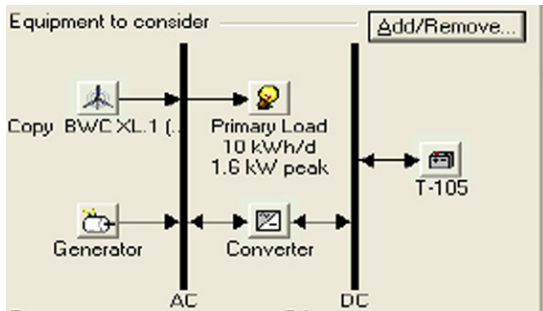 Equipment to consider
Add/Remove...
Copy BWC XL.1 (..
Primary Load
10 kWh/d
1.6 kW peak
T-105
Generator
Converter
AC
DC